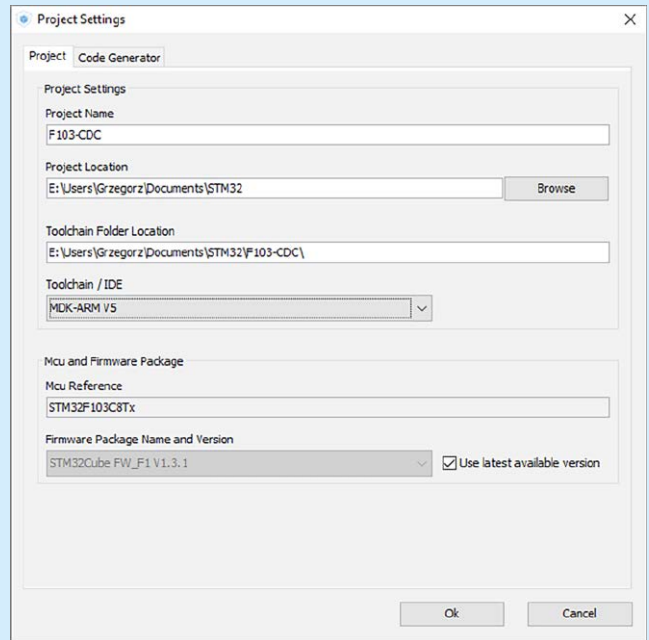 Project Settings
Project Code Generator
Project Settings
Project Name
F103-CDC
Project Location
E:\Users\Grzegorz\Documents\STM32
Browse
Toolchain Folder Location
E:\Users\Grzegorz\Documents\STM32\F103-CDC\
Toolchain / IDE
MDK-ARM V5
Mcu and Firmware Package
Mcu Reference
STM32F103C8Tx
Firmware Package Name and Version
STM32Cube FW_F1 V1.3.1
Use latest available version
Ok
Cancel